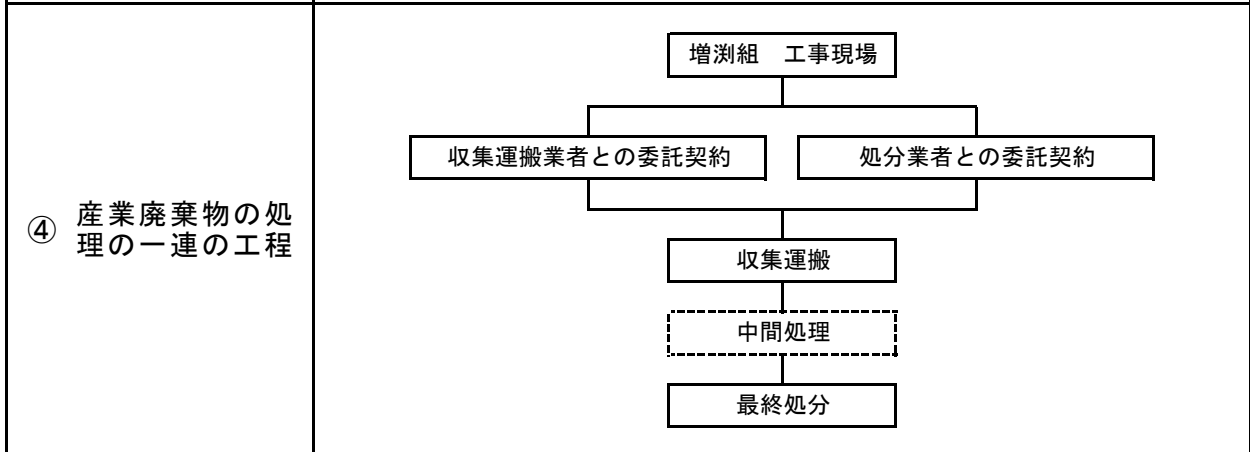 増渕組　工事現場
収集運搬業者との委託契約
処分業者との委託契約
④
産業廃棄物の処
理の一連の工程
収集運搬
中間処理
最終処分